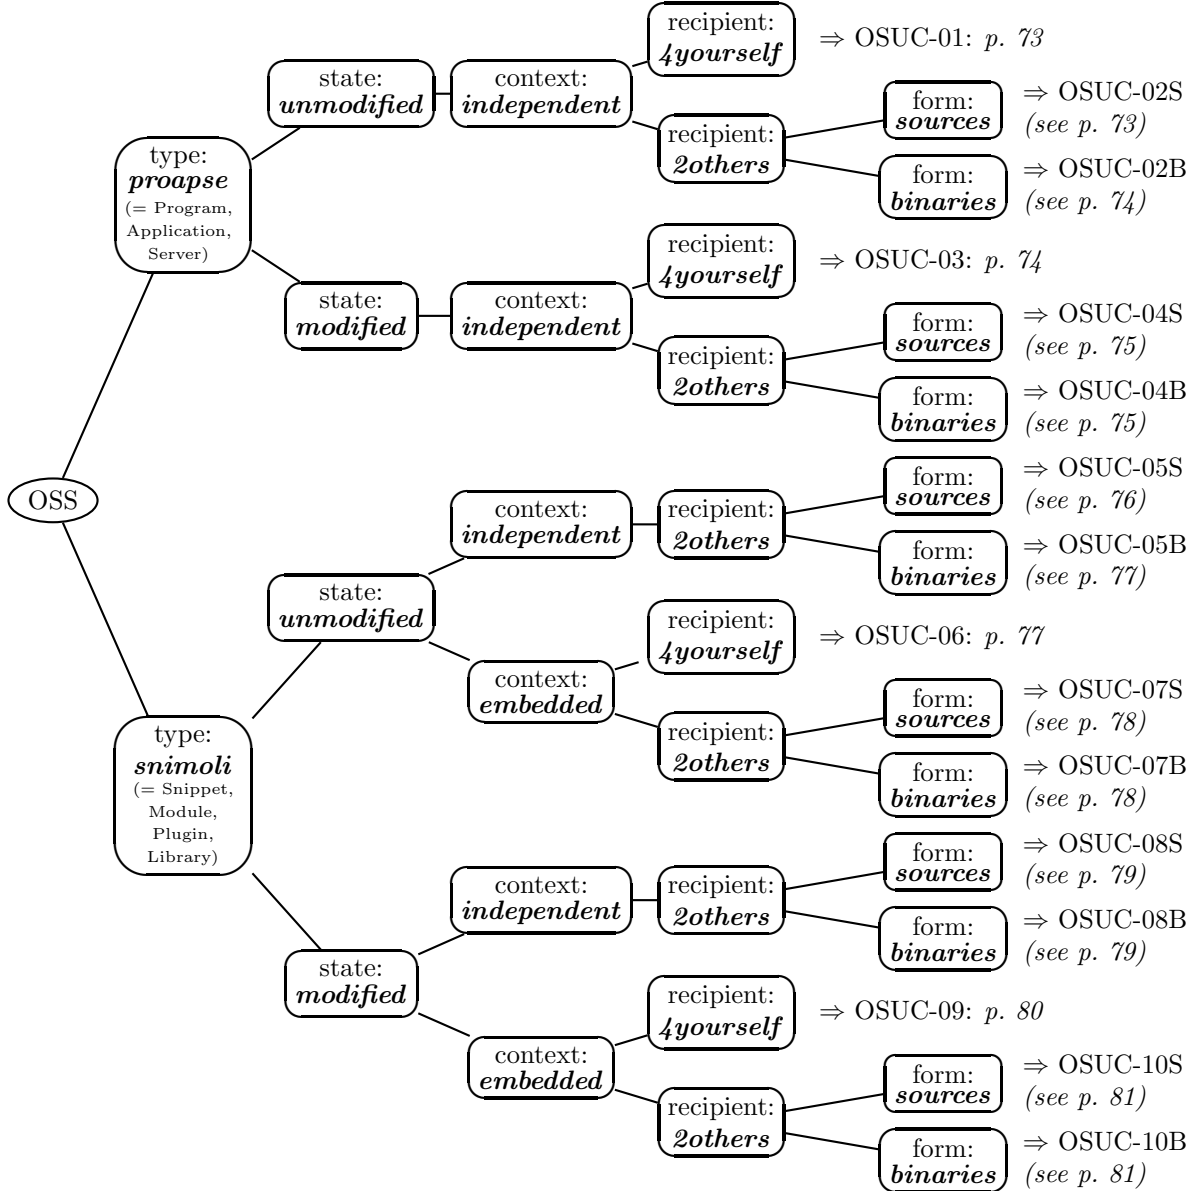 recipient:
4yourself
⇒ OSUC-01: p. 73
state:
unmodified
context:
independent
form:
sources
⇒ OSUC-02S
(see p. 73)
recipient:
2others
type:
proapse
(= Program,
Application,
Server)
form:
binaries
⇒ OSUC-02B
(see p. 74)
recipient:
4yourself
⇒ OSUC-03: p. 74
state:
modified
context:
independent
form:
sources
⇒ OSUC-04S
(see p. 75)
recipient:
2others
form:
binaries
⇒ OSUC-04B
(see p. 75)
OSS
form:
sources
⇒ OSUC-05S
(see p. 76)
context:
independent
recipient:
2others
form:
binaries
⇒ OSUC-05B
(see p. 77)
state:
unmodified
recipient:
4yourself
⇒ OSUC-06: p. 77
context:
embedded
form:
sources
⇒ OSUC-07S
(see p. 78)
recipient:
2others
type:
snimoli
(= Snippet,
Module,
Plugin,
Library)
form:
binaries
⇒ OSUC-07B
(see p. 78)
form:
sources
⇒ OSUC-08S
(see p. 79)
context:
independent
recipient:
2others
form:
binaries
⇒ OSUC-08B
(see p. 79)
state:
modified
recipient:
4yourself
⇒ OSUC-09: p. 80
context:
embedded
form:
sources
⇒ OSUC-10S
(see p. 81)
recipient:
2others
form:
binaries
⇒ OSUC-10B
(see p. 81)